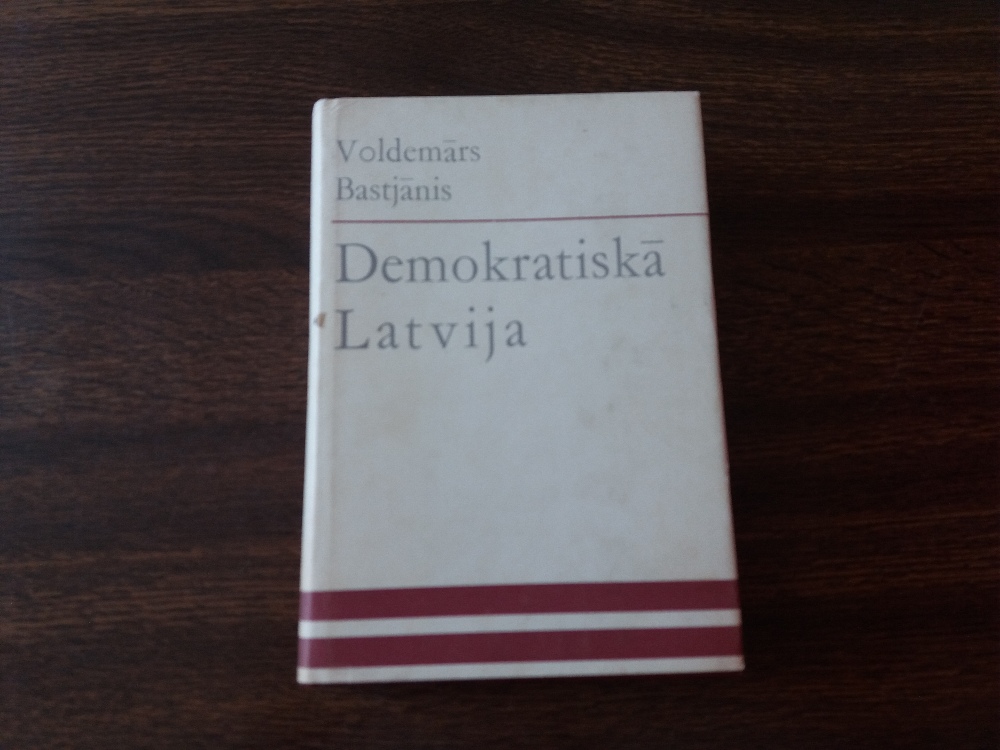 Voldemārs
Bastjānis
Demokratiskā
Latvija